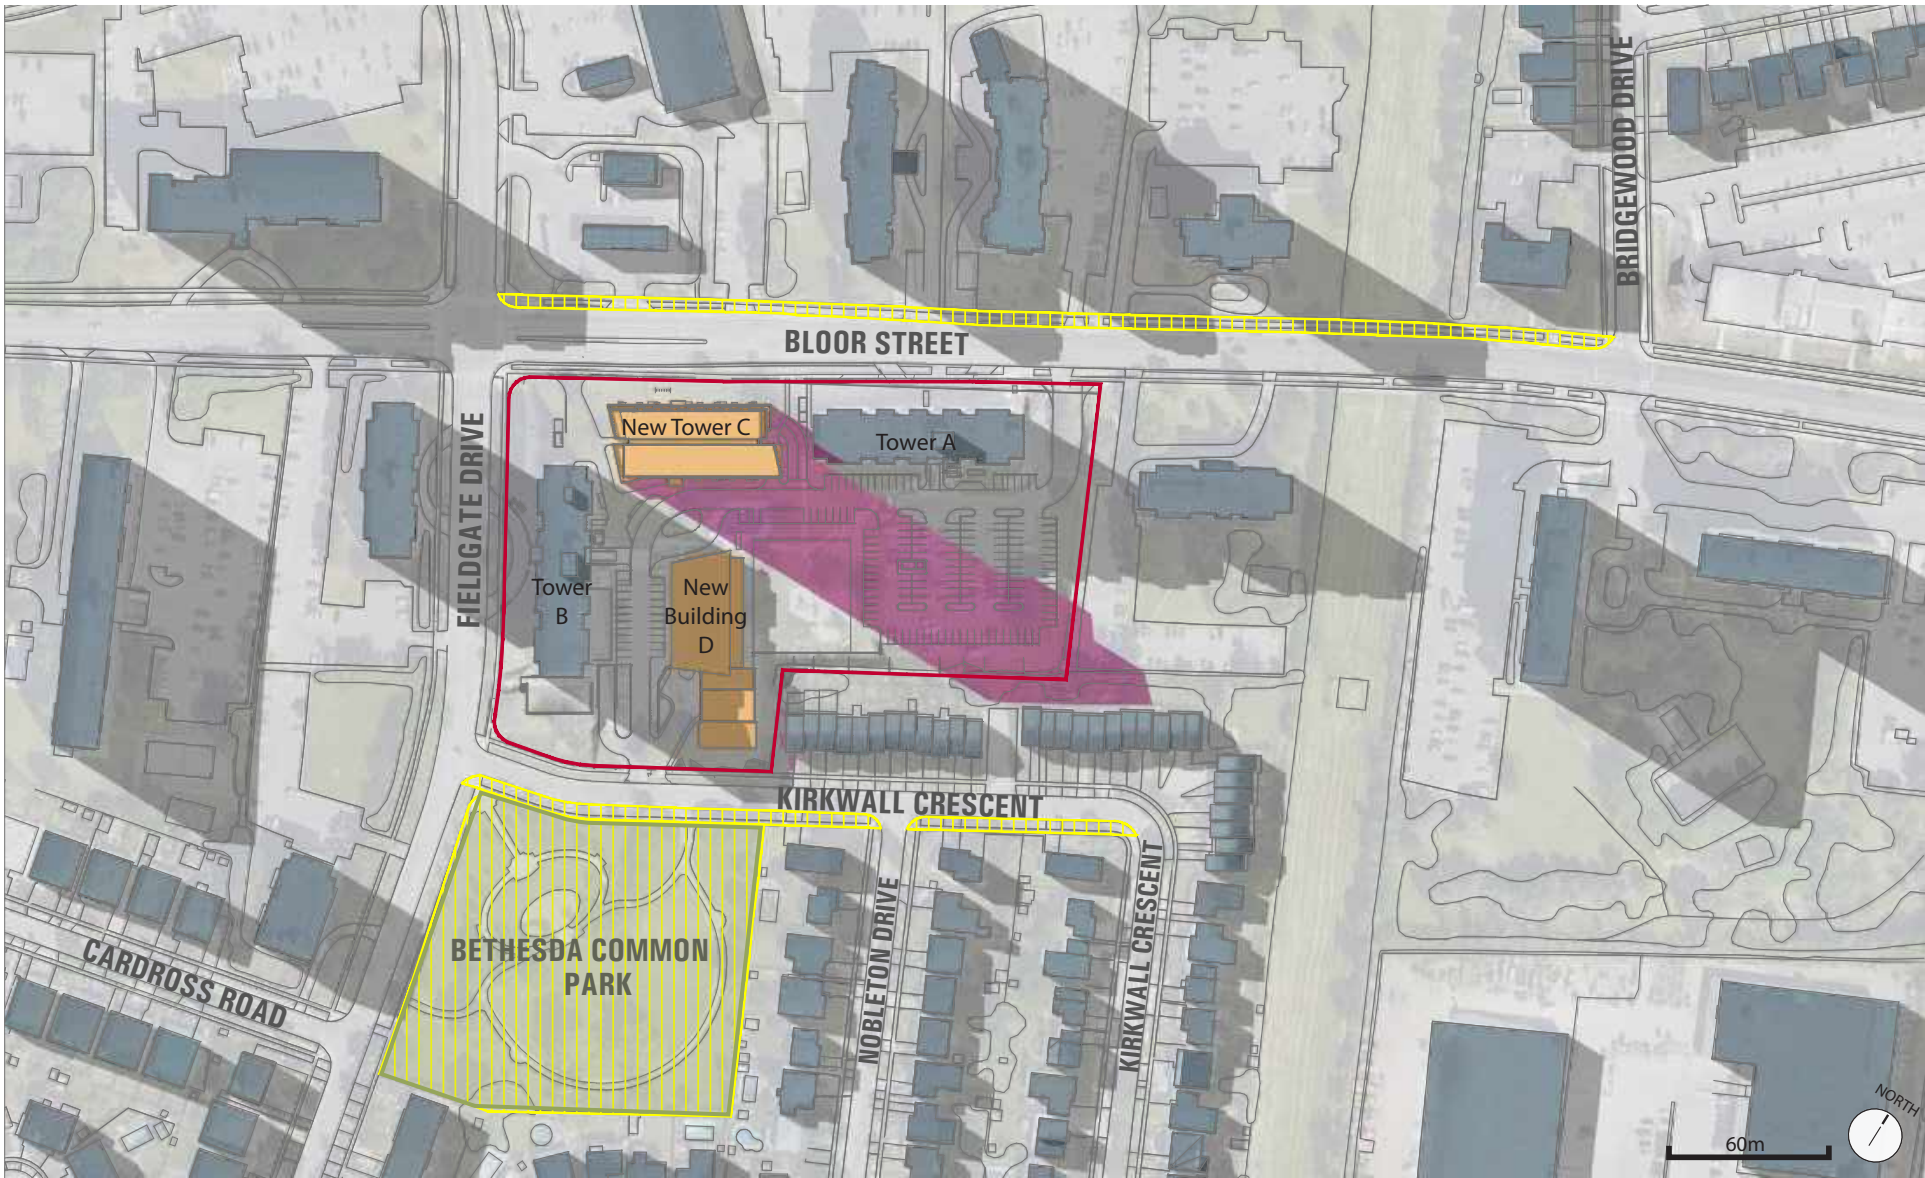 BRIDGEWOOD DRIVE
BLOOR STREET
FIELDGATE DRIVE
New Tower C
Tower A
Tower
B
New
Building
D
KIRKWALL CRESCENT
BETHESDA COMMON
PARK
CARDROSS ROAD
NOBLETON DRIVE
KIRKWALL CRESCENT
NORTH
60m